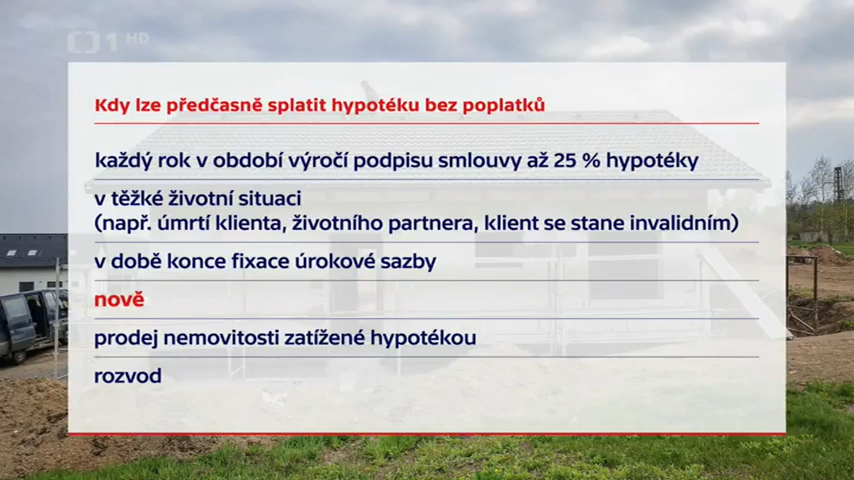 1 HD
Kdy lze předčasně splatit hypotéku bez poplatků
každý rok v období výročí podpisu smlouvy až 25 % hypotéky
v těžké životní situaci
(např. úmrtí klienta, životního partnera, klient se stane invalidním)
v době konce fixace úrokové sazby
nově
prodej nemovitosti zatížené hypotékou
rozvod